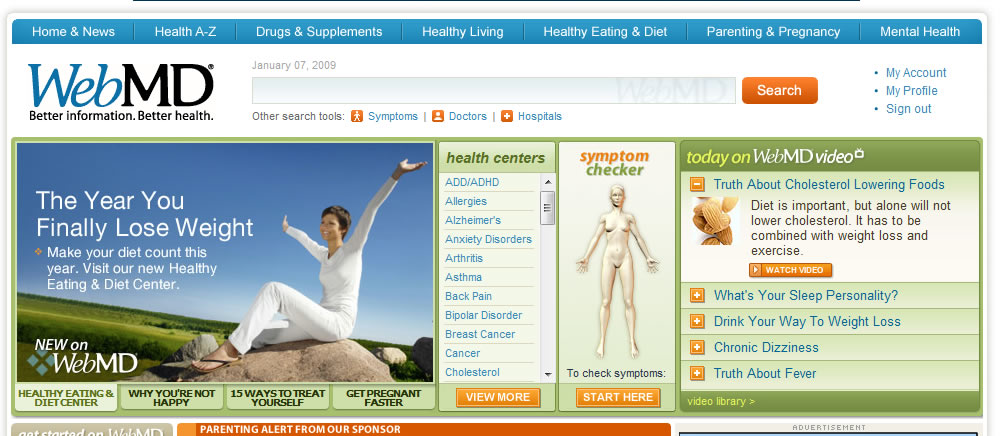 Home & News
Health A-Z
Drugs & Supplements
Healthy Living
Healthy Eating & Diet
Parenting & Pregnancy
Mental Health
WebMD®
Better information. Better health.
January 07, 2009
WebMD
Search
Other search tools: Symptoms | Doctors | Hospitals
• My Account
• My Profile
• Sign out
The Year You
Finally Lose Weight
Make your diet count this
year. Visit our new Healthy
Eating & Diet Center.
NEW on
WebMD
HEALTHY EATING &
DIET CENTER
WHY YOU'RE NOT
HAPPY
15 WAYS TO TREAT
YOURSELF
GET PREGNANT
FASTER
health centers
ADD/ADHD
Allergies
Alzheimer's
Anxiety Disorders
Arthritis
Asthma
Back Pain
Bipolar Disorder
Breast Cancer
Cancer
Cholesterol
VIEW MORE
symptom
checker
To check symptoms:
START HERE
today on WebMD video
Truth About Cholesterol Lowering Foods
Diet is important, but alone will not
lower cholesterol. It has to be
combined with weight loss and
exercise.
WATCH VIDEO
What's Your Sleep Personality?
Drink Your Way To Weight Loss
Chronic Dizziness
Truth About Fever
video library >
get started on WebMD
PARENTING ALERT FROM OUR SPONSOR
ADVERTISEMENT